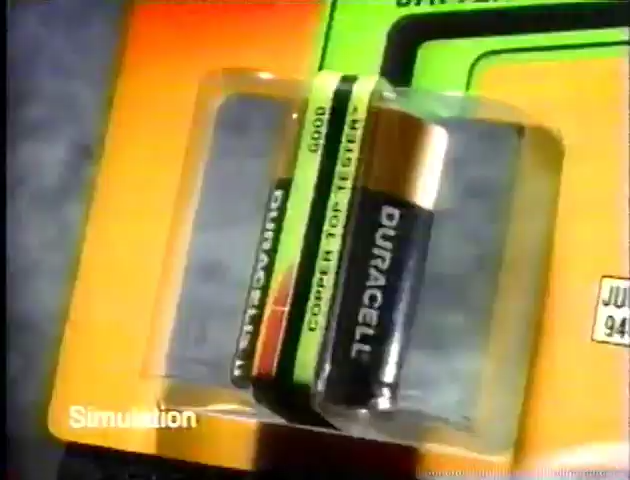 GOOD
COPPER TOP TESTER>
DURACELL
DURACELL
JU
94
Simulation